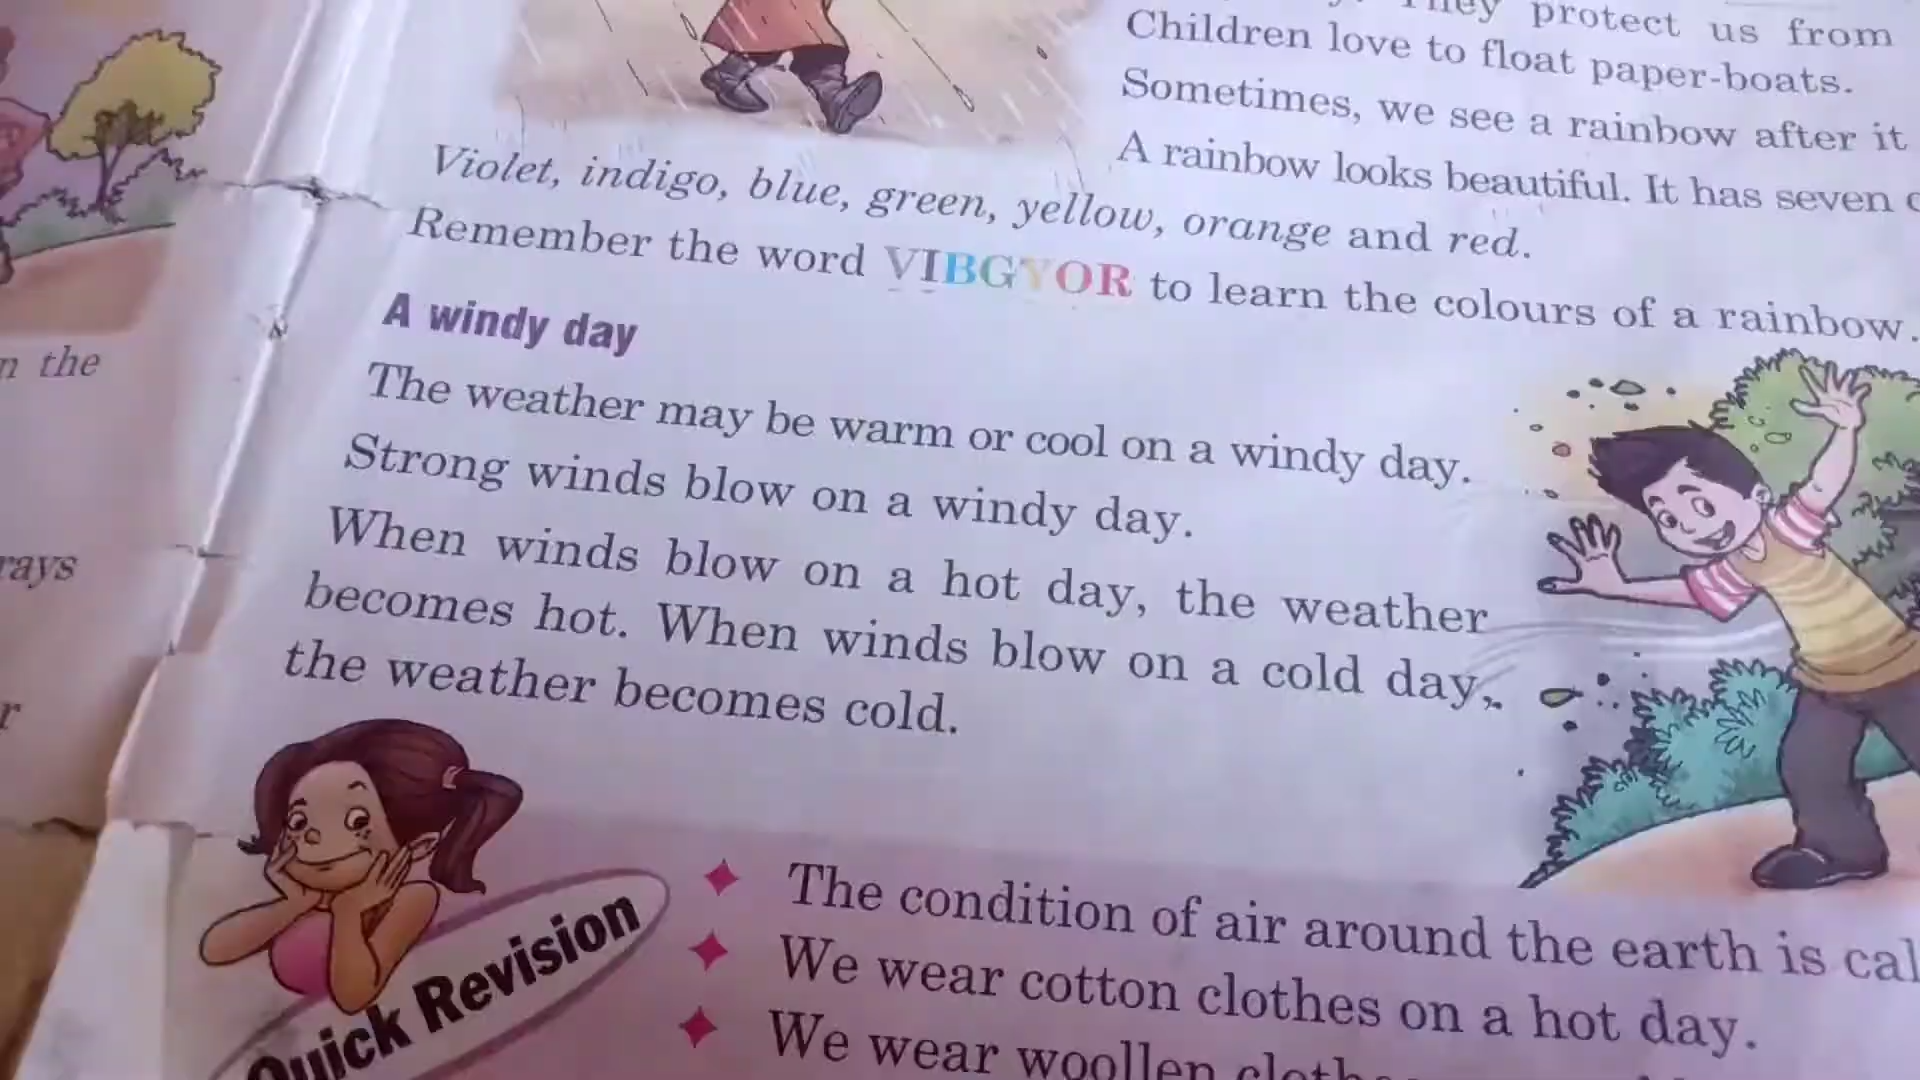 They protect us from
Children love to float paper-boats.
Sometimes, we see a rainbow after it
A rainbow looks beautiful. It has seven
Violet, indigo, blue, green, yellow, orange and red.
Remember the word VIBGYOR to learn the colours of a rainbow.
A windy day
The weather may be warm or cool on a windy day.
Strong winds blow on a windy day.
When winds blow on a hot day, the weather
becomes hot. When winds blow on a cold day,
the weather becomes cold.
Quick Revision
The condition of air around the earth is
We wear cotton clothes on a hot day.
We wear woollen
the
rays